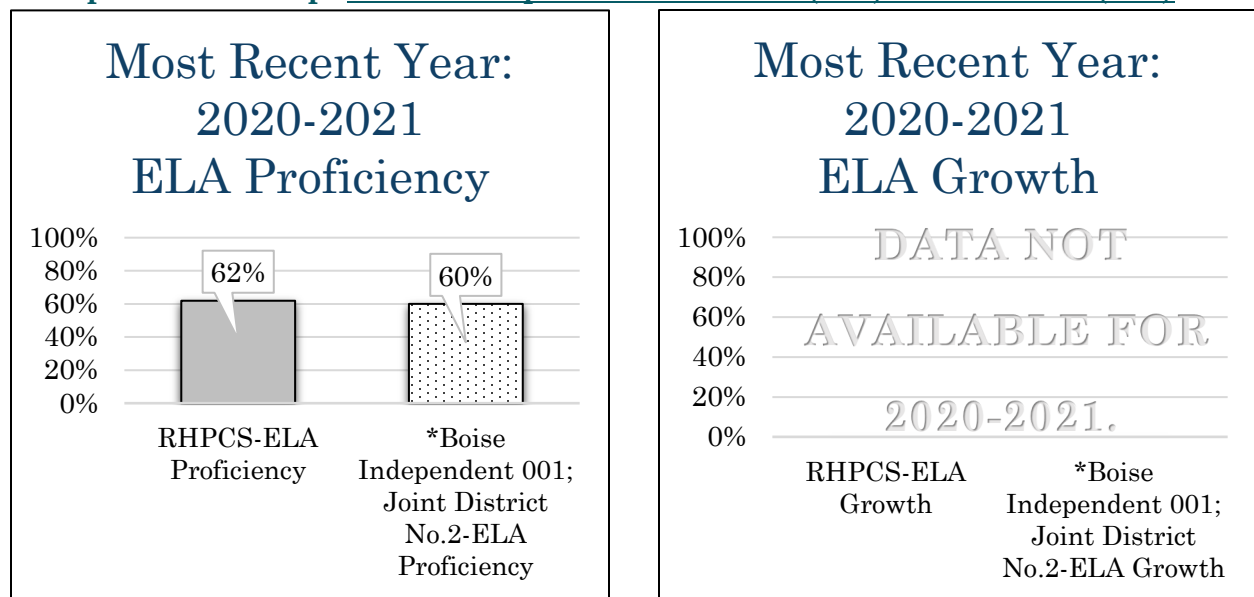 Most Recent Year:
2020-2021
ELA Proficiency
100%
80%
60%
40%
20%
0%
62%
60%
RHPCS-ELA
Proficiency
*Boise
Independent 001;
Joint District
No.2-ELA
Proficiency
Most Recent Year:
2020-2021
ELA Growth
100%
80%
60%
40%
20%
0%
DATA NOT
AVAILABLE FOR
2020-2021.
RHPCS-ELA
Growth
*Boise
Independent 001;
Joint District
No.2-ELA Growth